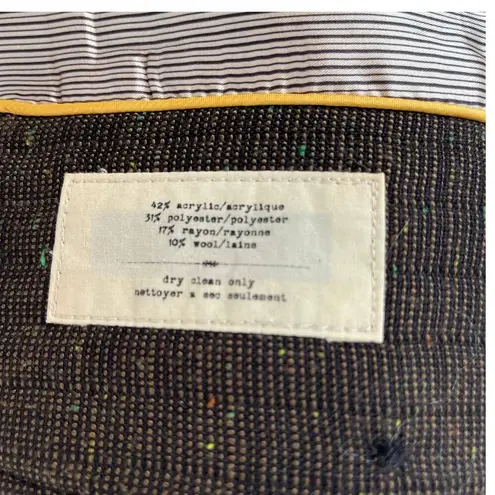 42% acrylic/acrylique
31% polyester/polyester
17% rayon/rayonne
10% wool/laine
dry clean only
nettoyer a sec seulement